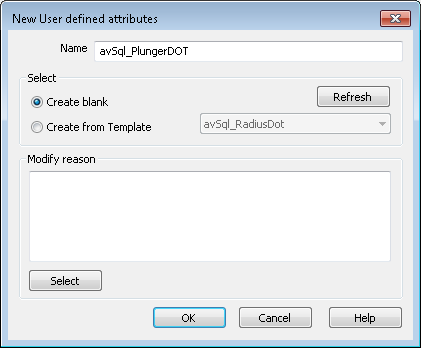 New User defined attributes
Name
avSql_PlungerDOT
Select
Create blank
Refresh
Create from Template
avSql_RadiusDot
Modify reason
Select
OK
Cancel
Help